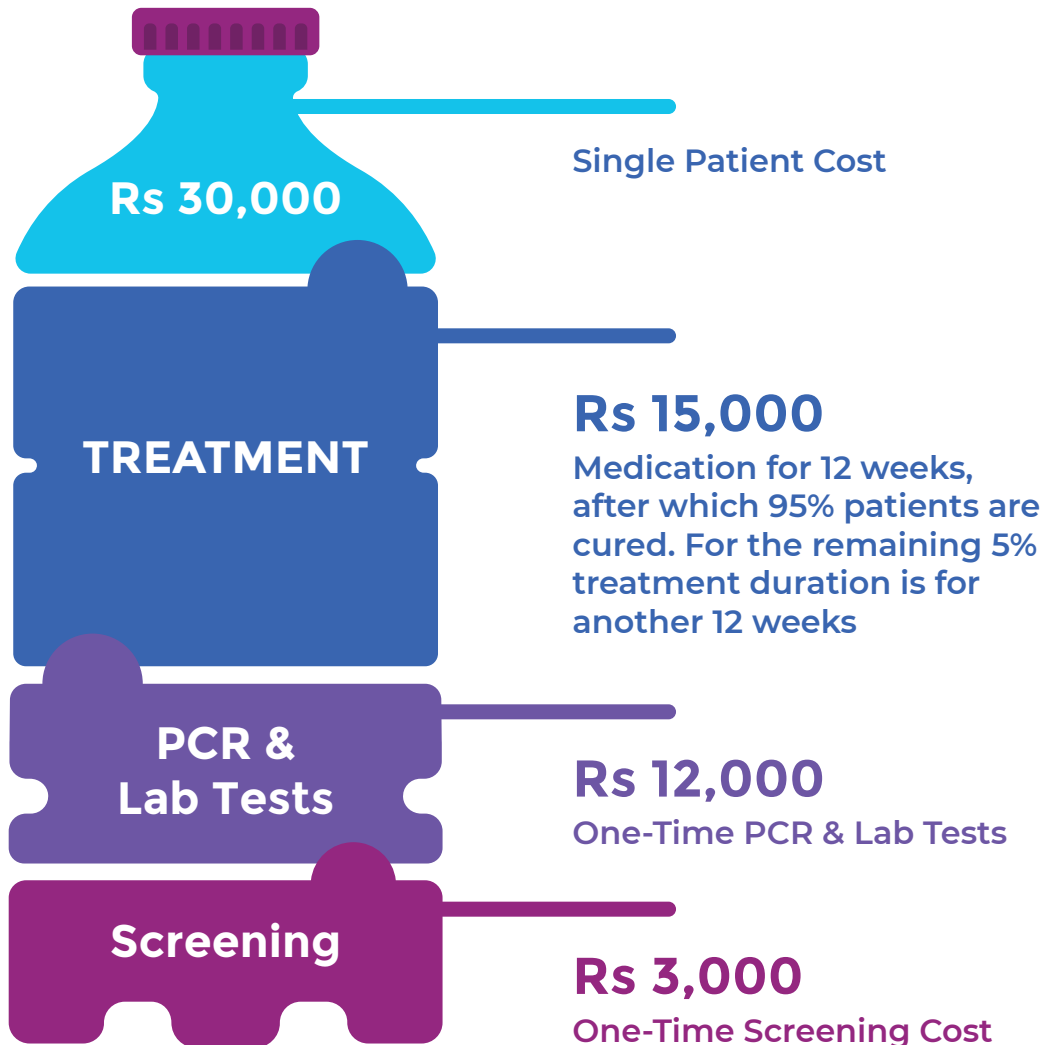 Rs 30,000
Single Patient Cost
TREATMENT
Rs 15,000
Medication for 12 weeks,
after which 95% patients are
cured. For the remaining 5%
treatment duration is for
another 12 weeks
PCR &
Lab Tests
Rs 12,000
One-Time PCR & Lab Tests
Screening
Rs 3,000
One-Time Screening Cost